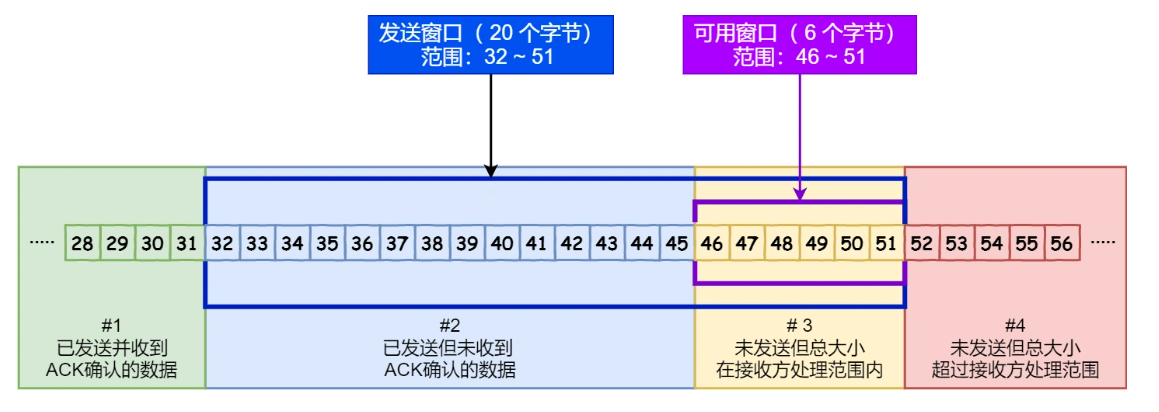 发送窗口（20 个字节）
范围：32 ~ 51
可用窗口（ 6 个字节）
范围：46 ~ 51
..... 28 29 30 31 32 33 34 35 36 37 38 39 40 41 42 43 44 45 46 47 48 49 50 51 52 53 54 55 56 .....
#1
已发送并收到
ACK确认的数据
#2
已发送但未收到
ACK确认的数据
# 3
未发送但总大小
在接收方处理范围内
#4
未发送但总大小
超过接收方处理范围